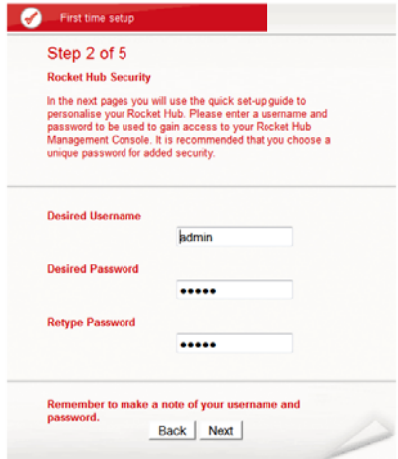 First time setup
Step 2 of 5
Rocket Hub Security
In the next pages you will use the quick set-up guide to
personalise your Rocket Hub. Please enter a username and
password to be used to gain access to your Rocket Hub
Management Console. It is recommended that you choose a
unique password for added security.
Desired Username
admin
Desired Password
•••••
Retype Password
•••••
Remember to make a note of your username and
password.
Back Next